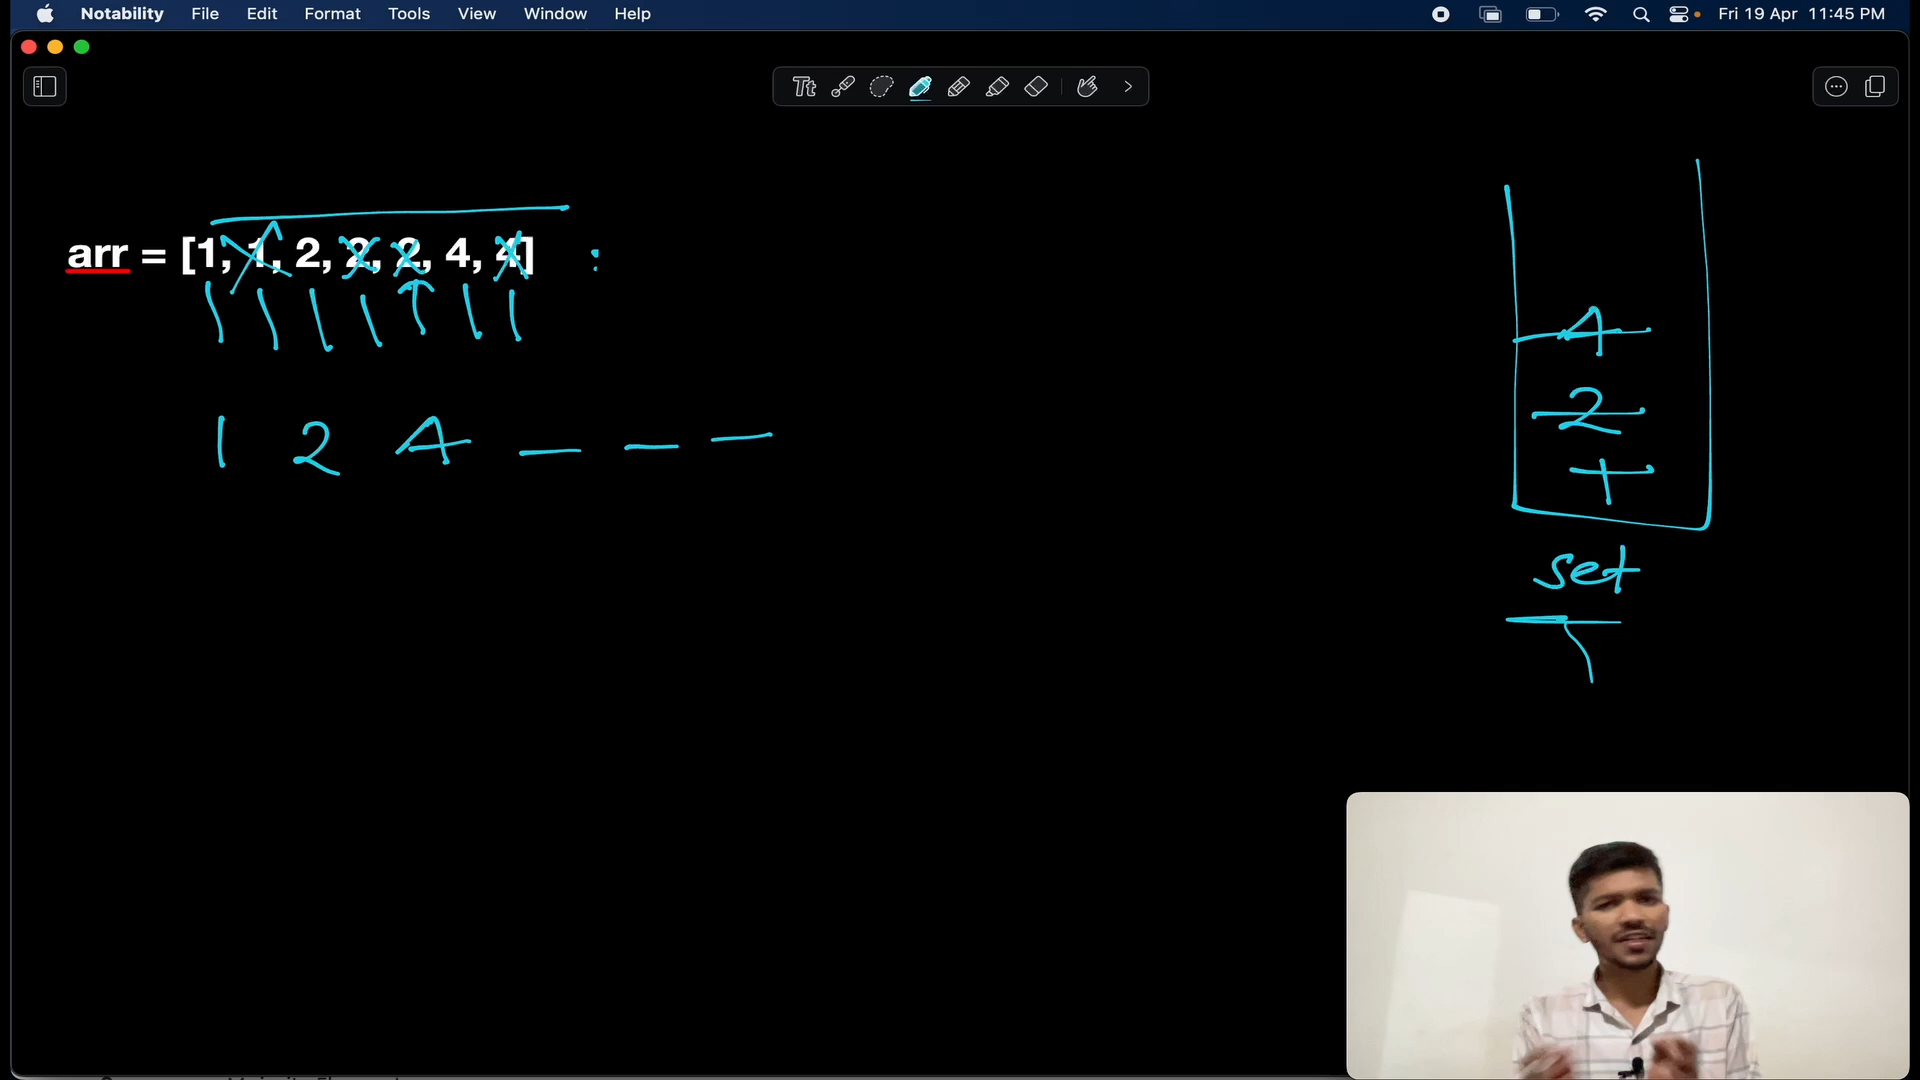 Notability File Edit Format Tools View Window Help Fri 19 Apr 11:45 PM
Tt
arr = [1, 1, 2, 2, 2, 4, 4] :
1 2 4 _ _ _
4
2
1
set